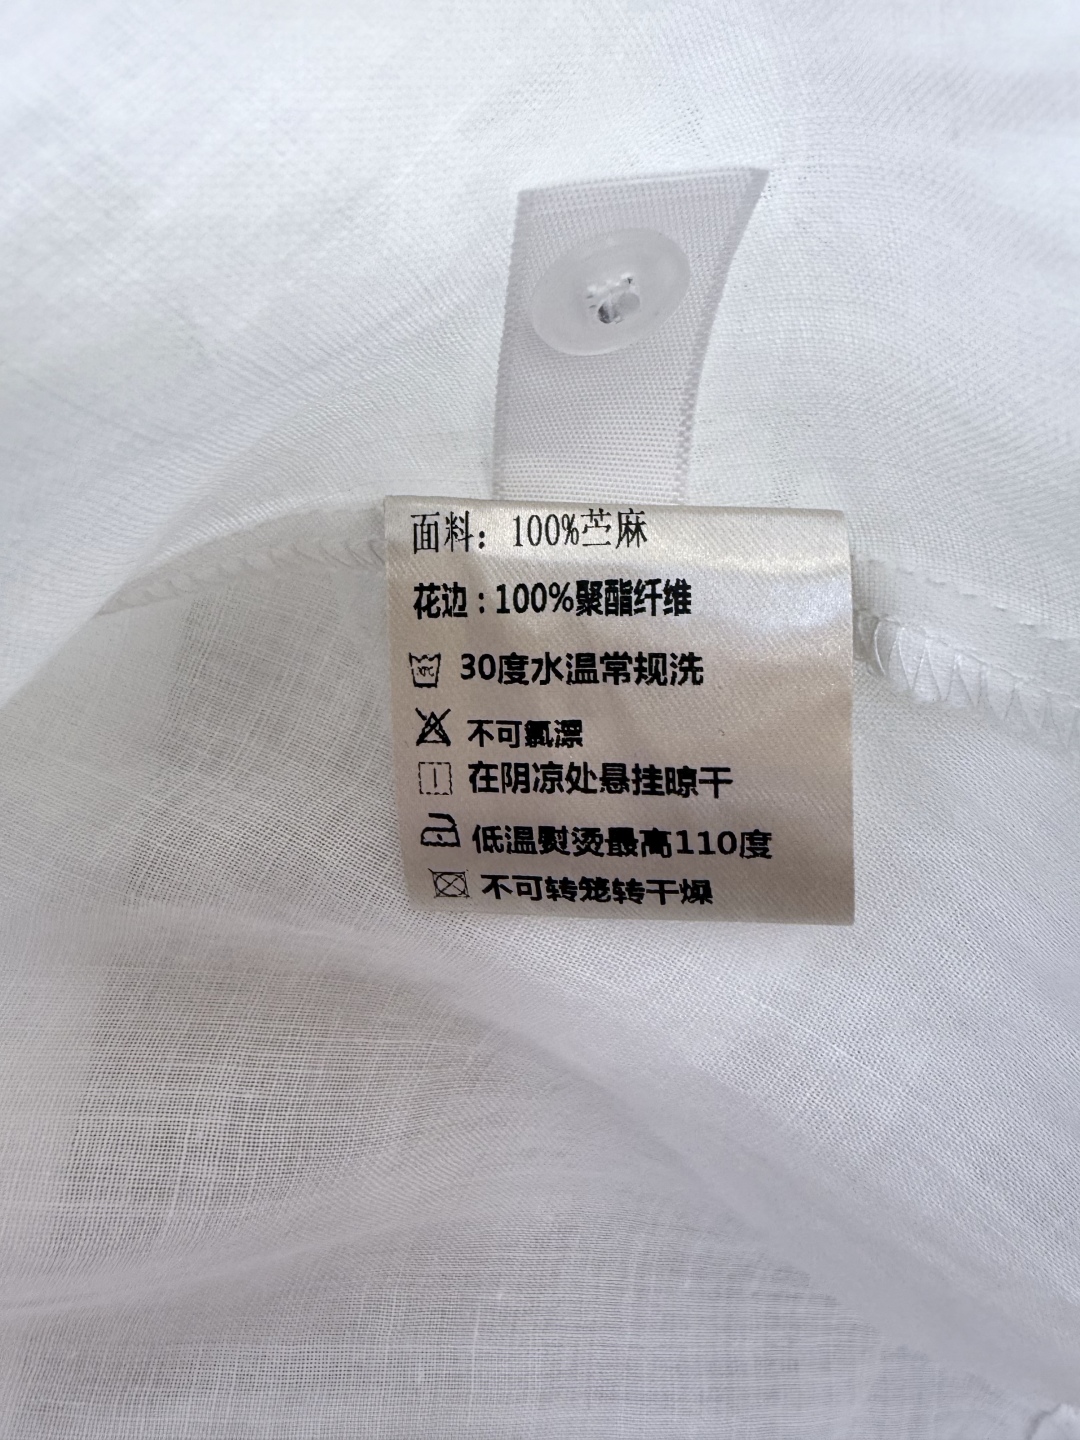 面料：100%苎麻
花边：100%聚酯纤维
30度水温常规洗
不可氯漂
在阴凉处悬挂晾干
低温熨烫最高110度
不可转笼转干燥